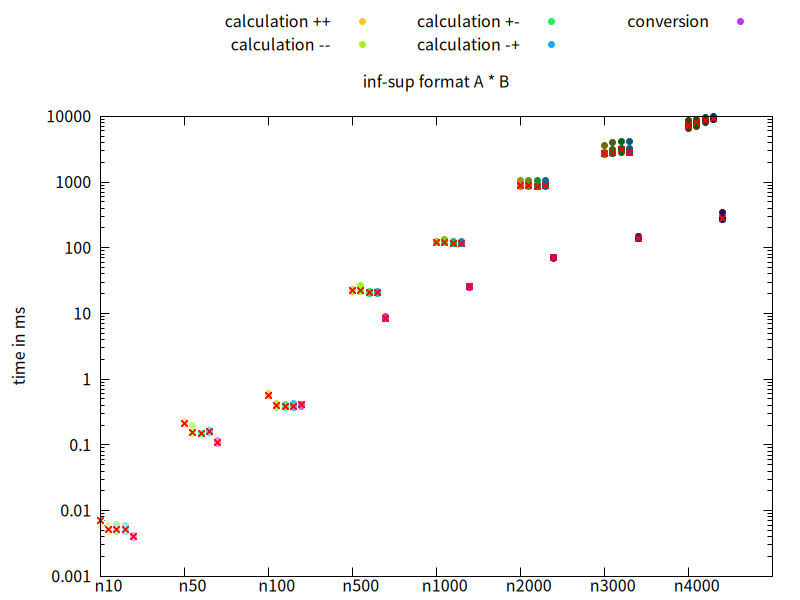 calculation ++ calculation +- conversion
calculation -- calculation -+
inf-sup format A * B
10000
1000
100
10
1
0.1
0.01
0.001
time in ms
n10 n50 n100 n500 n1000 n2000 n3000 n4000